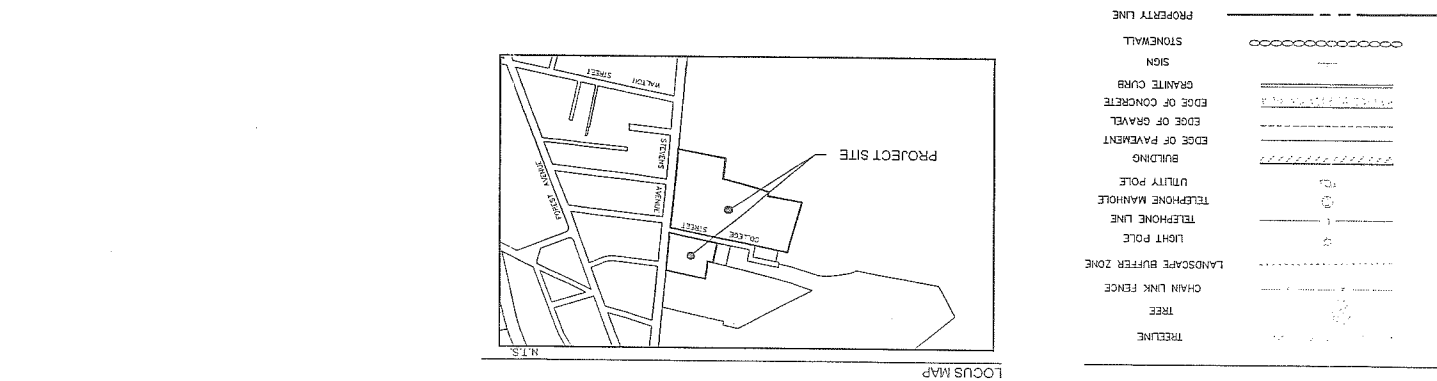 TREELINE
TREE
CHAIN LINK FENCE
LANDSCAPE BUFFER ZONE
LIGHT POLE
TELEPHONE LINE
TELEPHONE MANHOLE
UTILITY POLE
BUILDING
EDGE OF PAVEMENT
EDGE OF GRAVEL
EDGE OF CONCRETE
GRANITE CURB
SIGN
STONEWALL
PROPERTY LINE
LOCUS MAP
N.T.S.
COLLEGE STREET
PROJECT SITE
STEVENS AVENUE
FOREST AVENUE
WALTON STREET